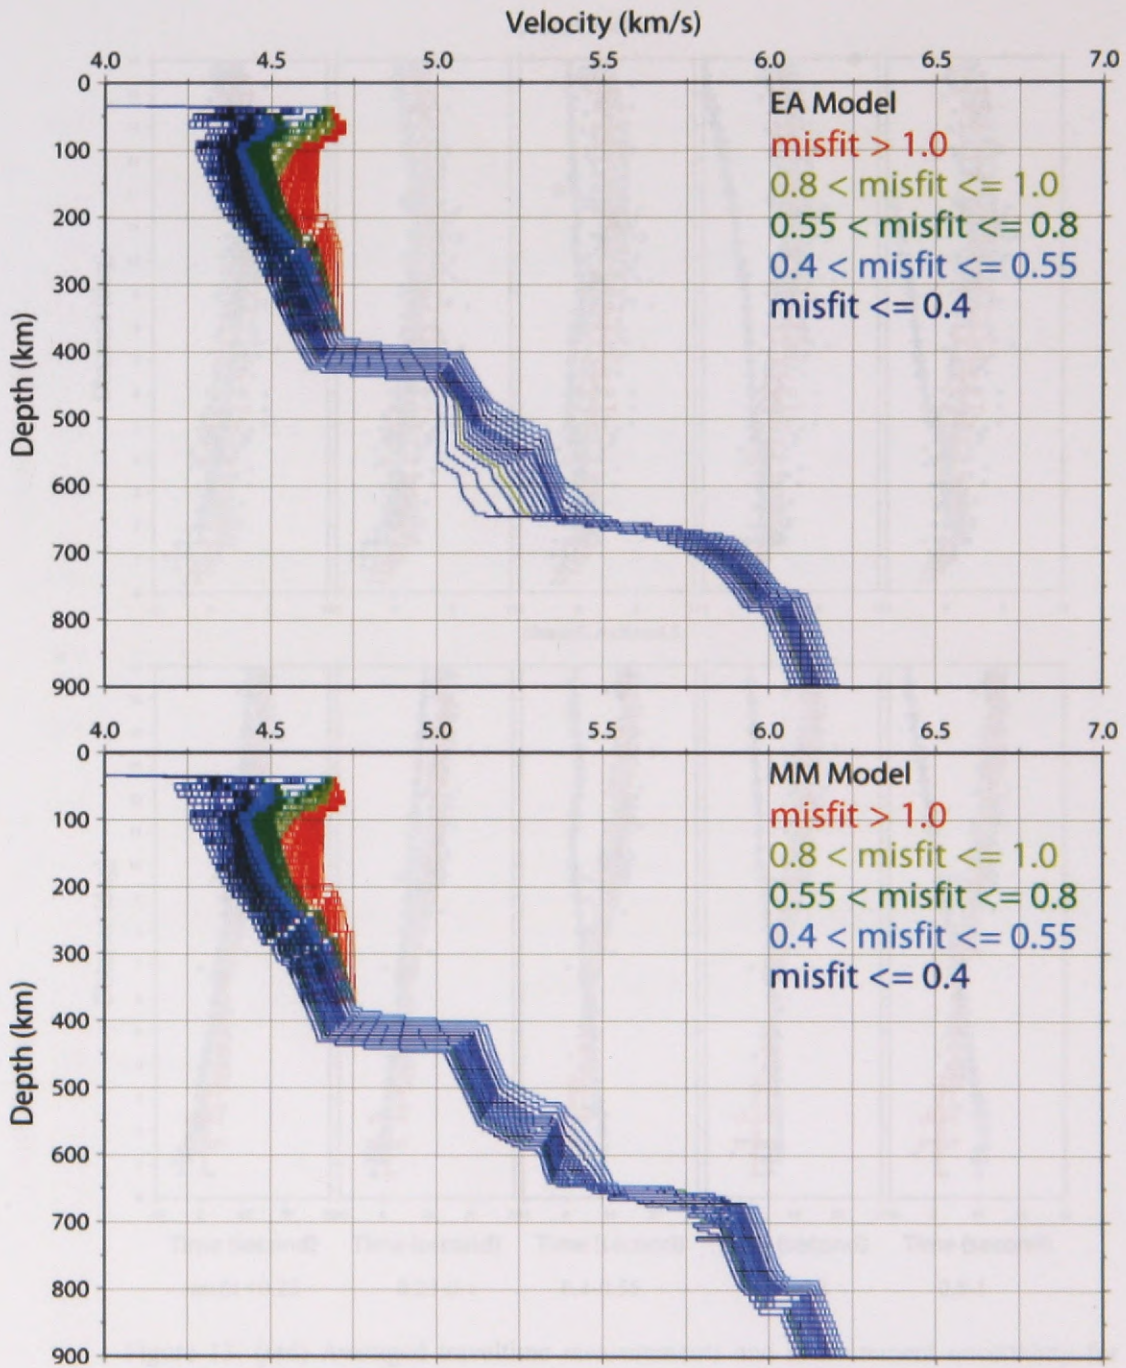 Velocity (km/s)
4.0 4.5 5.0 5.5 6.0 6.5 7.0
0
EA Model
misfit > 1.0
100
0.8 < misfit <= 1.0
200
0.55 < misfit <= 0.8
0.4 < misfit <= 0.55
300
misfit <= 0.4
Depth (km)
400
500
600
700
800
900
4.0 4.5 5.0 5.5 6.0 6.5 7.0
0
MM Model
misfit > 1.0
100
0.8 < misfit <= 1.0
200
0.55 < misfit <= 0.8
0.4 < misfit <= 0.55
300
misfit <= 0.4
Depth (km)
400
500
600
700
800
900